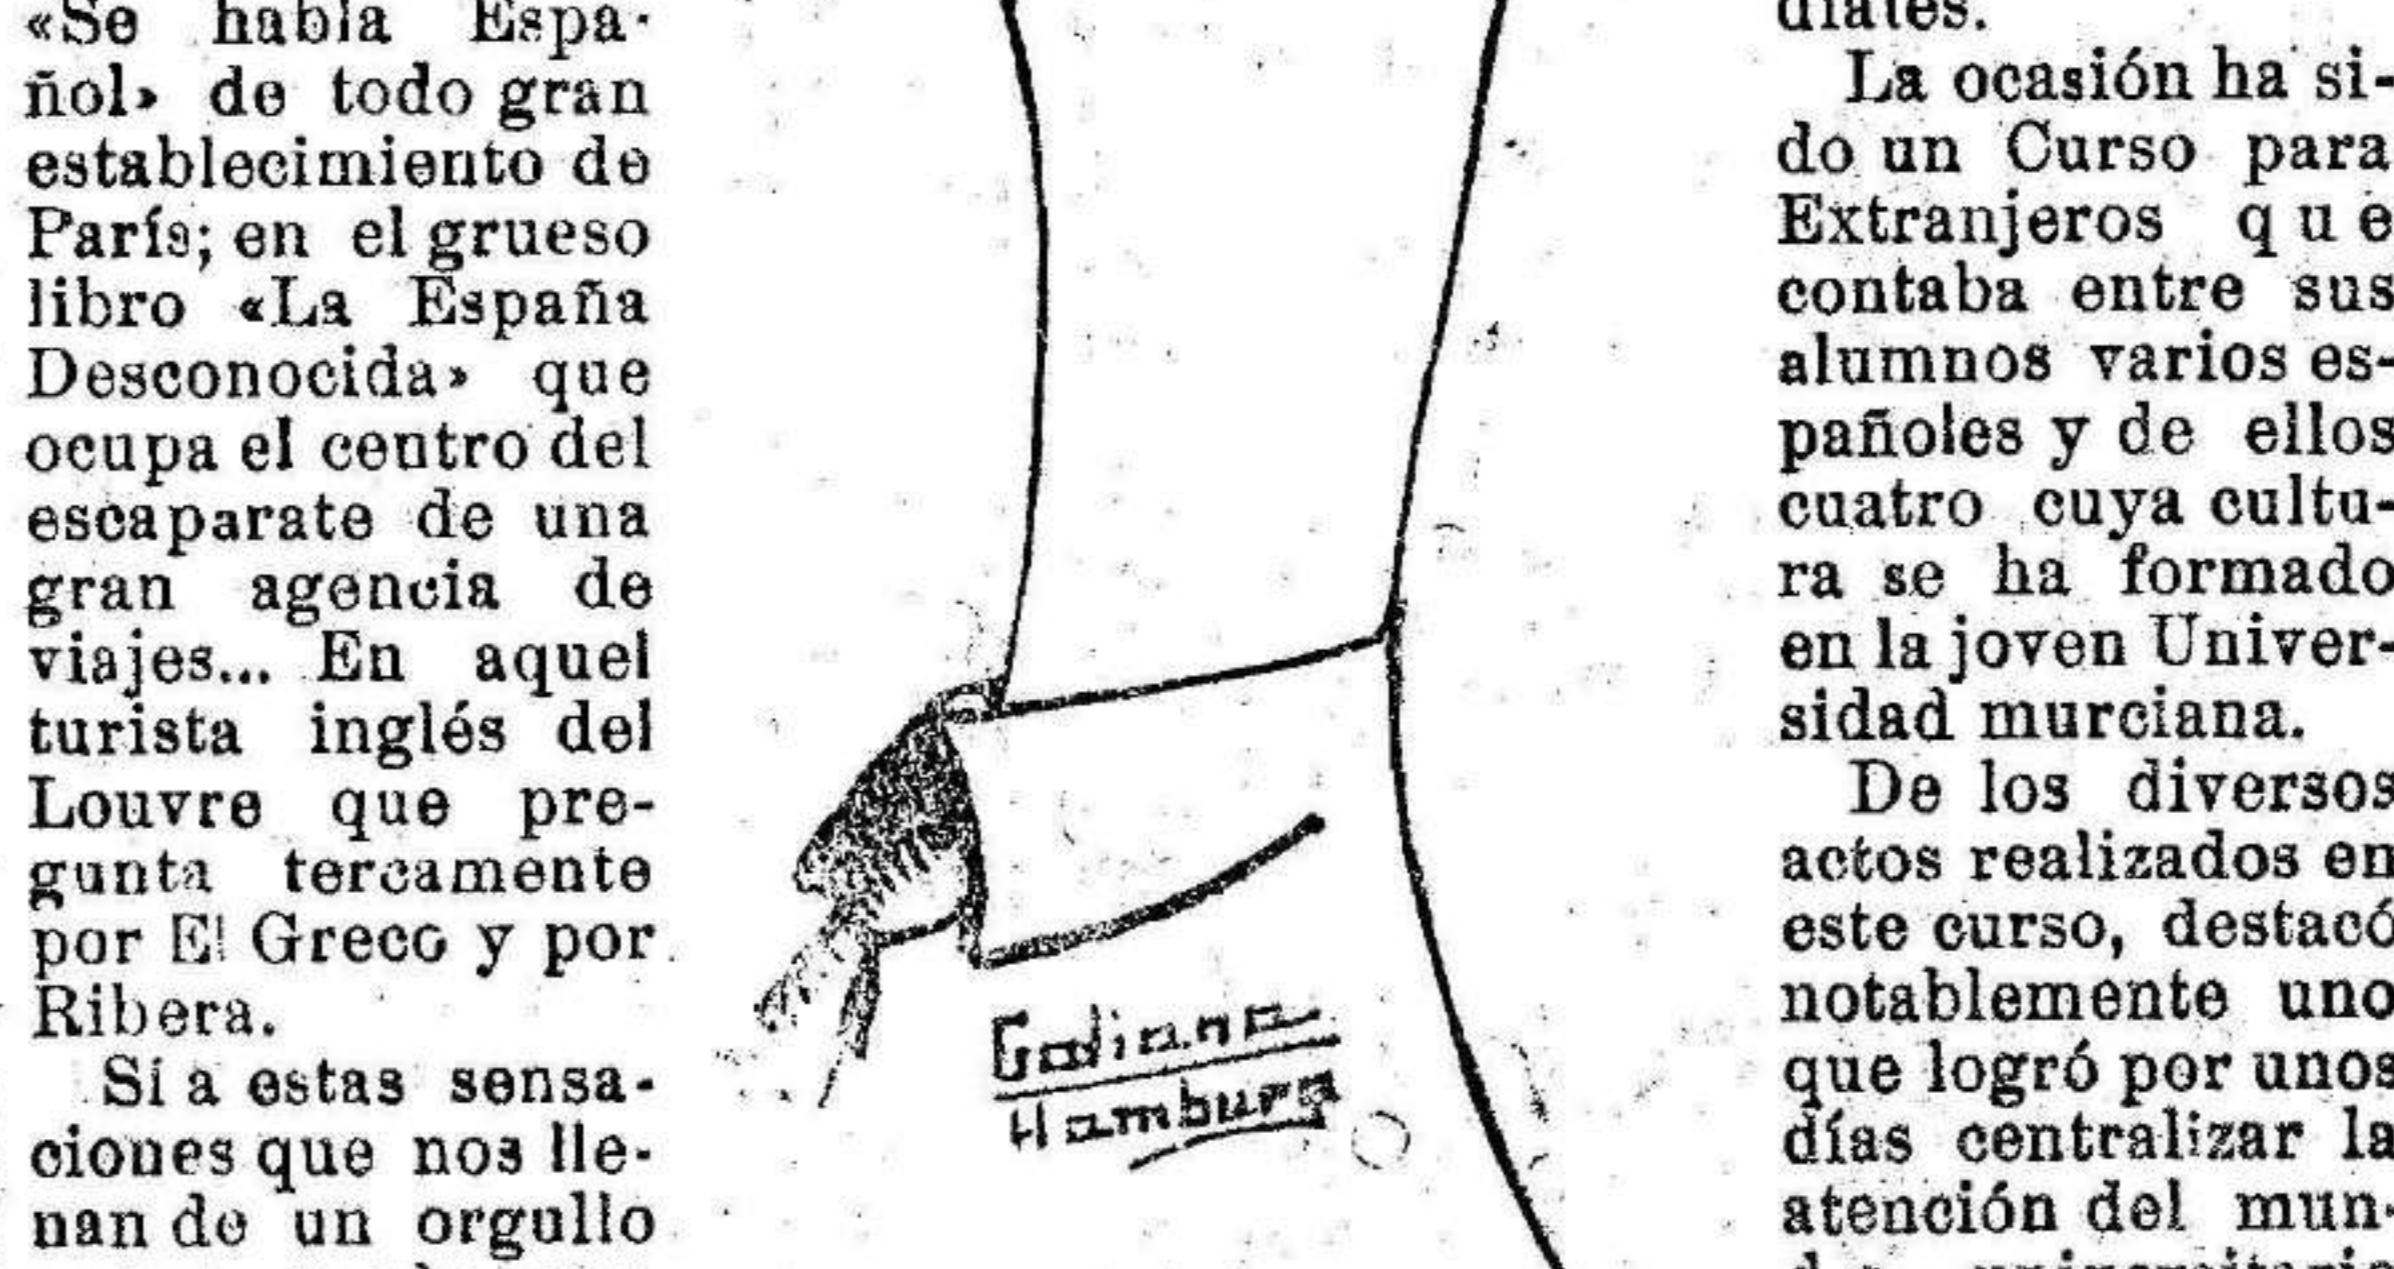 «Se habla Espa-
ñol» de todo gran
establecimiento de
París; en el grueso
libro «La España
Desconocida» que
ocupa el centro del
escaparate de una
gran agencia de
viajes... En aquel
turista inglés del
Louvre que pre-
gunta tercamente
por El Greco y por
Ribera.
Si a estas sensa-
ciones que nos lle-
nan de un orgullo
Galiana
Hamburg
diales.
La ocasión ha si-
do un Curso para
Extranjeros que
contaba entre sus
alumnos varios es-
pañoles y de ellos
cuatro cuya cultu-
ra se ha formado
en la joven Univer-
sidad murciana.
De los diversos
actos realizados en
este curso, destacó
notablemente uno
que logró por unos
días centralizar la
atención del mun-